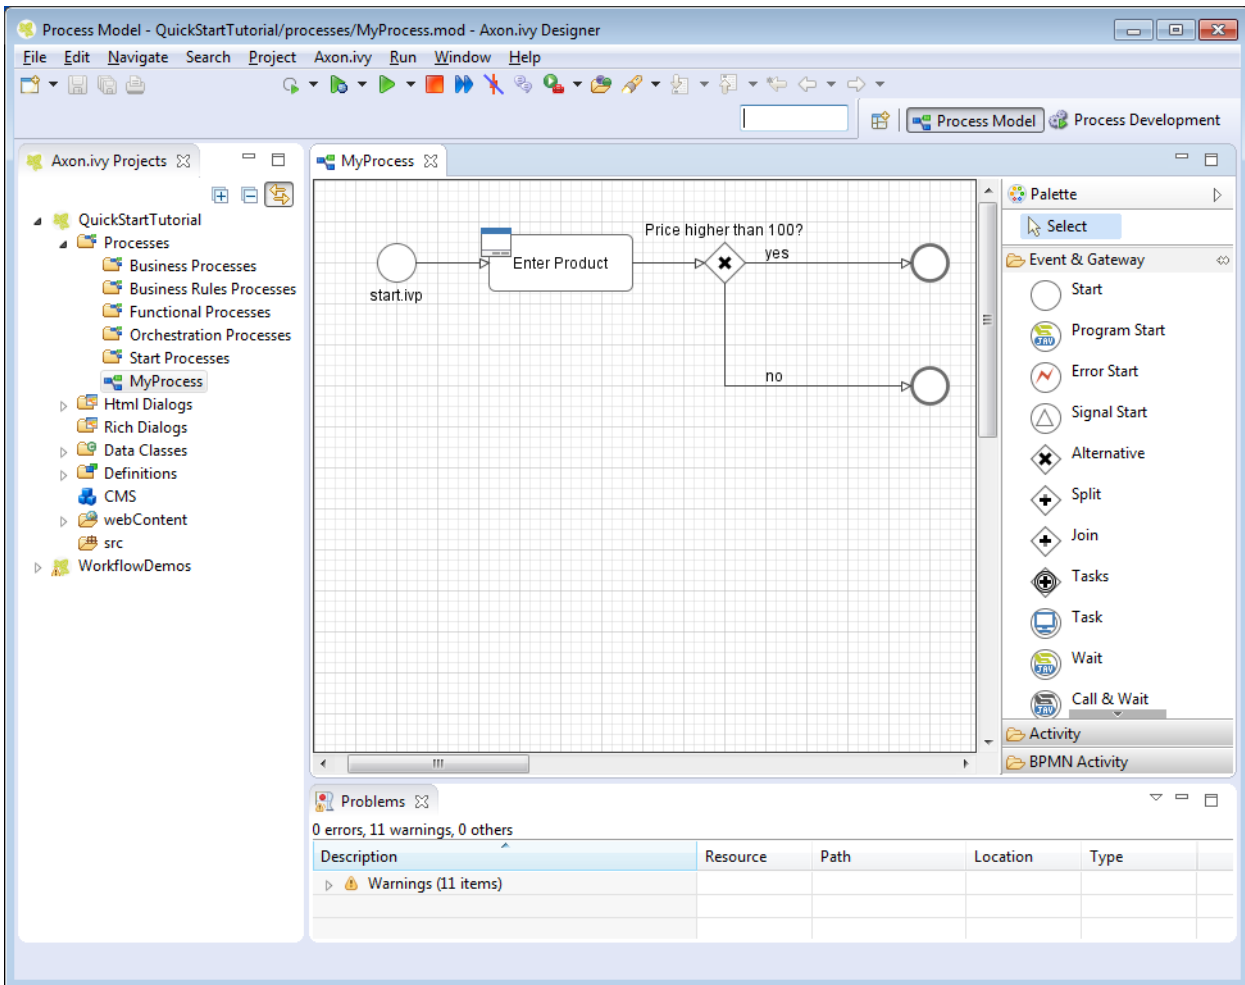 Process Model - QuickStartTutorial/processes/MyProcess.mod - Axon.ivy Designer
File Edit Navigate Search Project Axon.ivy Run Window Help
Process Model Process Development
Axon.ivy Projects
QuickStartTutorial
Processes
Business Processes
Business Rules Processes
Functional Processes
Orchestration Processes
Start Processes
MyProcess
Html Dialogs
Rich Dialogs
Data Classes
Definitions
CMS
webContent
src
WorkflowDemos
MyProcess
start.ivp
Enter Product
Price higher than 100?
yes
no
Palette
Select
Event & Gateway
Start
Program Start
Error Start
Signal Start
Alternative
Split
Join
Tasks
Task
Wait
Call & Wait
Activity
BPMN Activity
Problems
0 errors, 11 warnings, 0 others
Description Resource Path Location Type
Warnings (11 items)